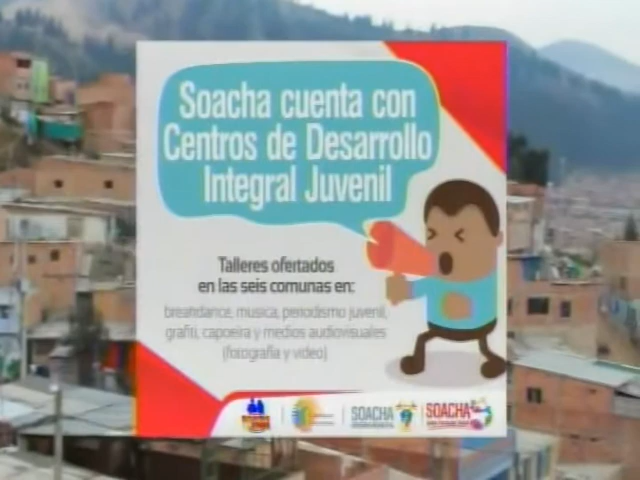 Soacha cuenta con
Centros de Desarrollo
Integral Juvenil
Talleres ofertados
en las seis comunas en:
breakdance, musica, periodismo juvenil,
grafiti, capoeira y medios audiovisuales
(fotografía y video)
SOACHA
SOACHA